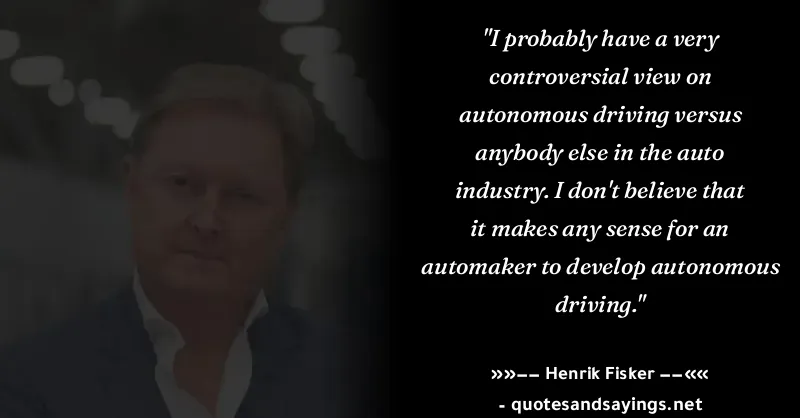 "I probably have a very
controversial view on
autonomous driving versus
anybody else in the auto
industry. I don't believe that
it makes any sense for an
automaker to develop autonomous
driving."
»»−− Henrik Fisker −−««
- quotesandsayings.net